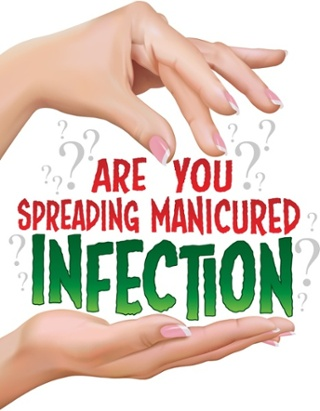 ARE YOU
SPREADING MANICURED
INFECTION